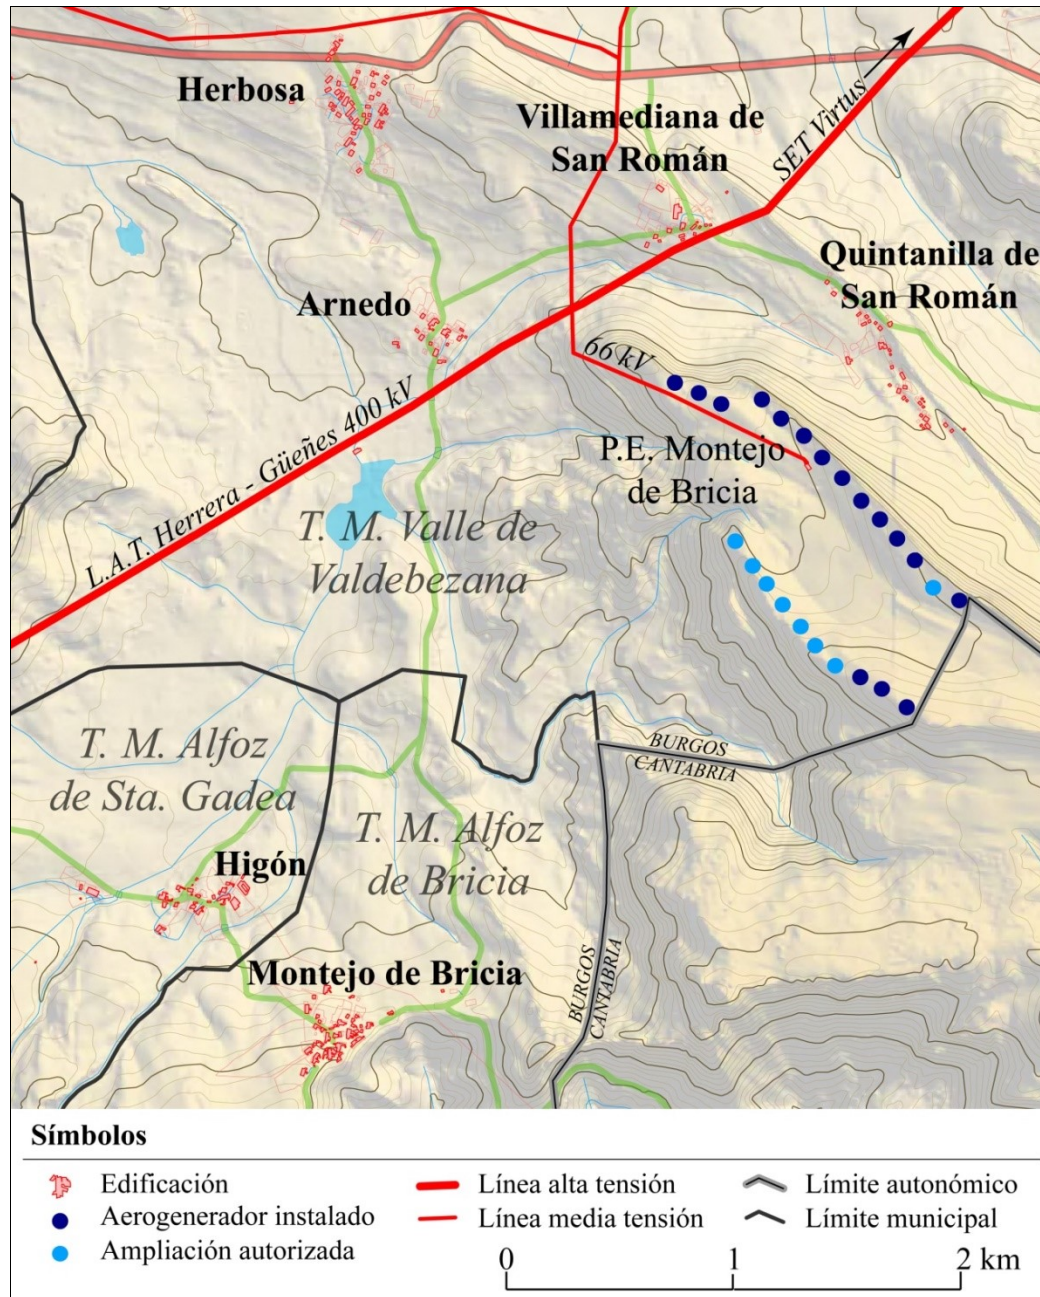 Herbosa
Villamediana de
San Román
SET Virtus
Quintanilla de
San Román
Arnedo
66 kV
L.A.T. Herrera - Güeñes 400 kV
P.E. Montejo
de Bricia
T. M. Valle de
Valdebezana
T. M. Alfoz
de Sta. Gadea
BURGOS
CANTABRIA
T. M. Alfoz
de Bricia
Higón
Montejo de Bricia
BURGOS
CANTABRIA
Símbolos
Edificación
Aerogenerador instalado
Ampliación autorizada
Línea alta tensión
Línea media tensión
Límite autonómico
Límite municipal
0 1 2 km